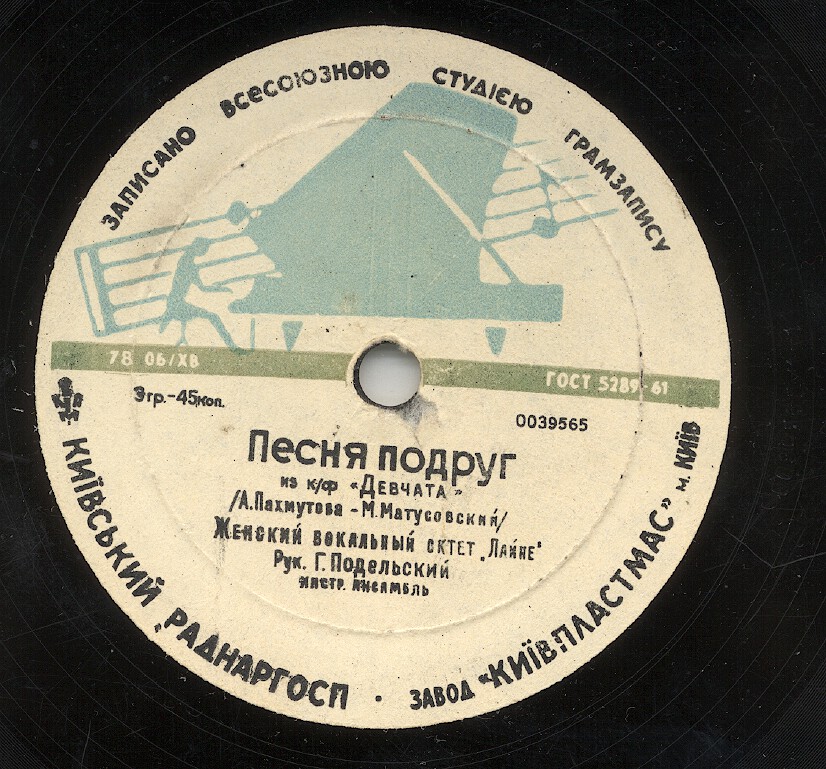 ЗАПИСАНО ВСЕСОЮЗНОЮ СТУДІЄЮ ГРАМЗАПИСУ
78 ОБ/ХВ
ГОСТ 5289-61
3гр.-45коп.
0039565
Песня подруг
из к/ф «Девчата»
/А.Пахмутова - М.Матусовский/
Женский вокальный октет „Лайне"
Рук. Г. Подельский
инстр. ансамбль
КИЇВСЬКИЙ РАДНАРГОСП · ЗАВОД "КИЇВПЛАСТМАС" м. КИЇВ